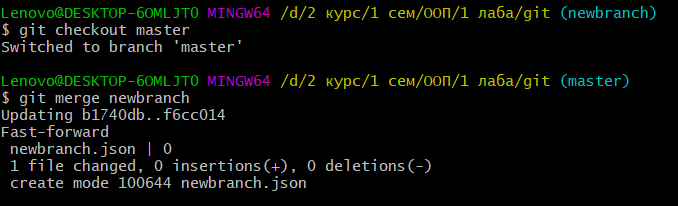 Lenovo@DESKTOP-6OMLJT0 MINGW64 /d/2 курс/1 сем/ООП/1 лаба/git (newbranch)
$ git checkout master
Switched to branch 'master'
Lenovo@DESKTOP-6OMLJT0 MINGW64 /d/2 курс/1 сем/ООП/1 лаба/git (master)
$ git merge newbranch
Updating b1740db..f6cc014
Fast-forward
newbranch.json | 0
1 file changed, 0 insertions(+), 0 deletions(-)
create mode 100644 newbranch.json